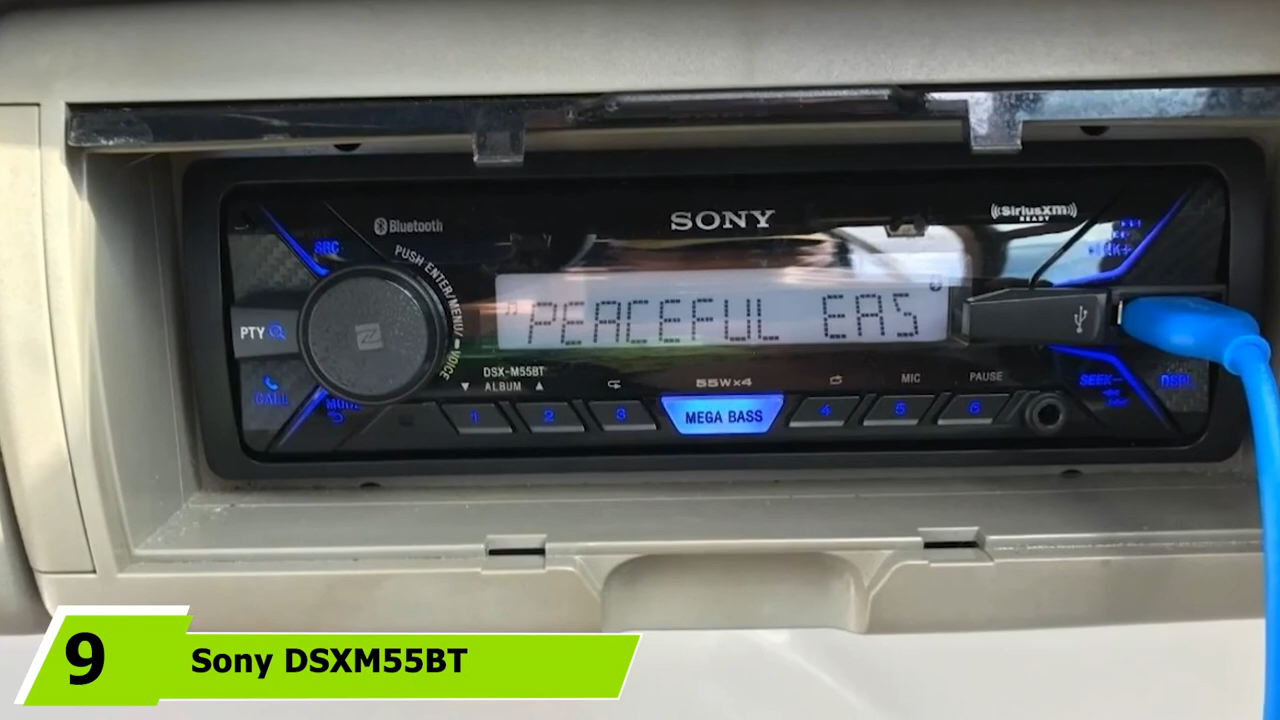 Bluetooth
SONY
((SiriusXM))
READY
SRC
PUSH ENTER/MENU/ VOICE
PEACEFUL EAS
PTY
CALL
MODE
DSX-M55BT
ALBUM
55W×4
MIC
PAUSE
SEEK–
DSPL
1
2
3
MEGA BASS
4
5
6
9
Sony DSXM55BT